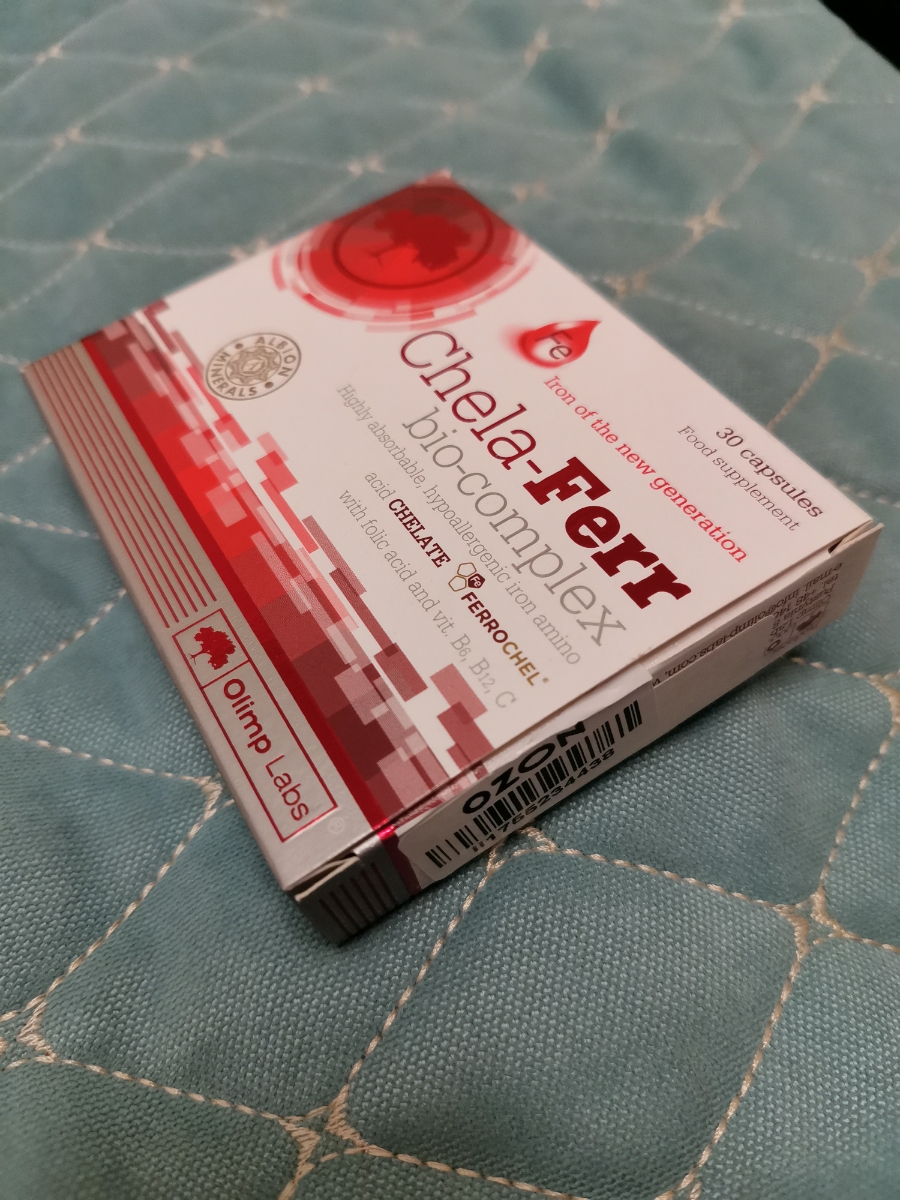 30 capsules
Food supplement
Fe
Iron of the new generation
Chela-Ferr
bio-complex
Highly absorbable, hypoallergenic iron amino
acid CHELATE Fe FERROCHEL®
with folic acid and vit. B6, B12, C
ALBION
MINERALS
Olimp Labs®
OZON